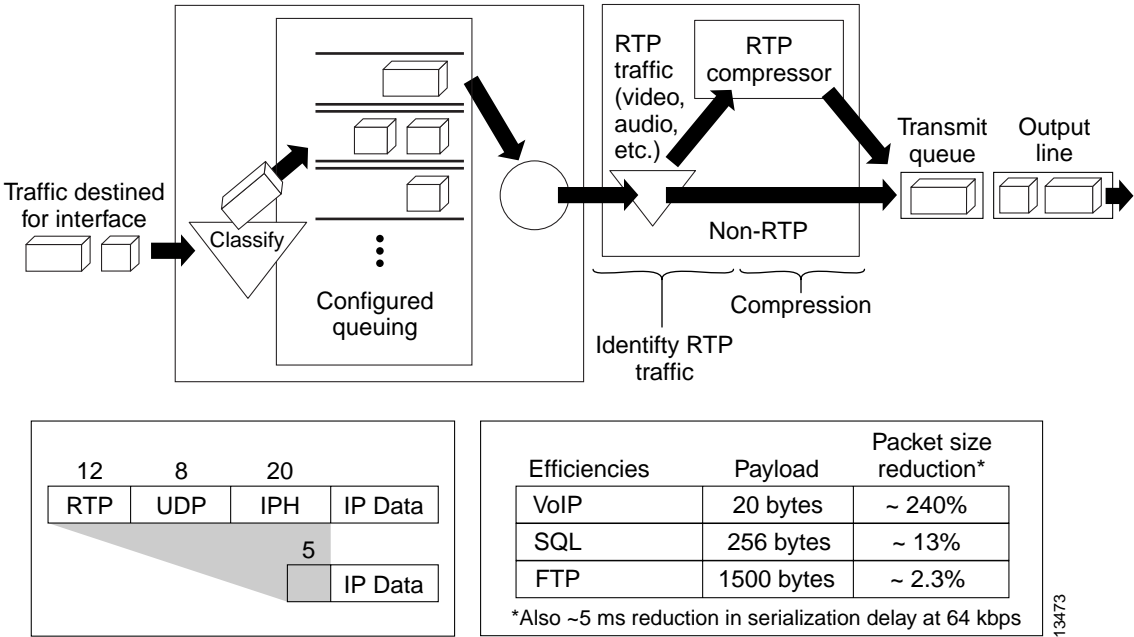 Traffic destined
for interface
Classify
Configured
queuing
RTP
traffic
(video,
audio,
etc.)
RTP
compressor
Non-RTP
Identifty RTP
traffic
Compression
Transmit
queue
Output
line
12 8 20
RTP UDP IPH IP Data
5
IP Data
Efficiencies Payload Packet size
reduction*
VoIP 20 bytes ~ 240%
SQL 256 bytes ~ 13%
FTP 1500 bytes ~ 2.3%
*Also ~5 ms reduction in serialization delay at 64 kbps
13473